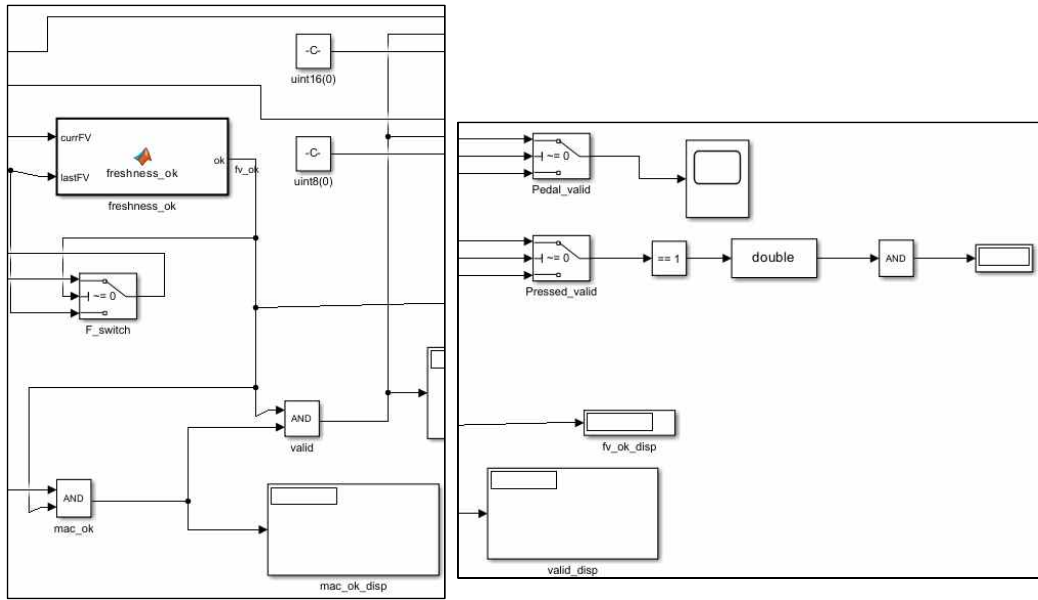 -C-
uint16(0)
currFV
ok
freshness_ok
fv_ok
lastFV
freshness_ok
-C-
uint8(0)
~= 0
F_switch
AND
valid
AND
mac_ok
mac_ok_disp
~= 0
Pedal_valid
~= 0
Pressed_valid
== 1
double
AND
fv_ok_disp
valid_disp